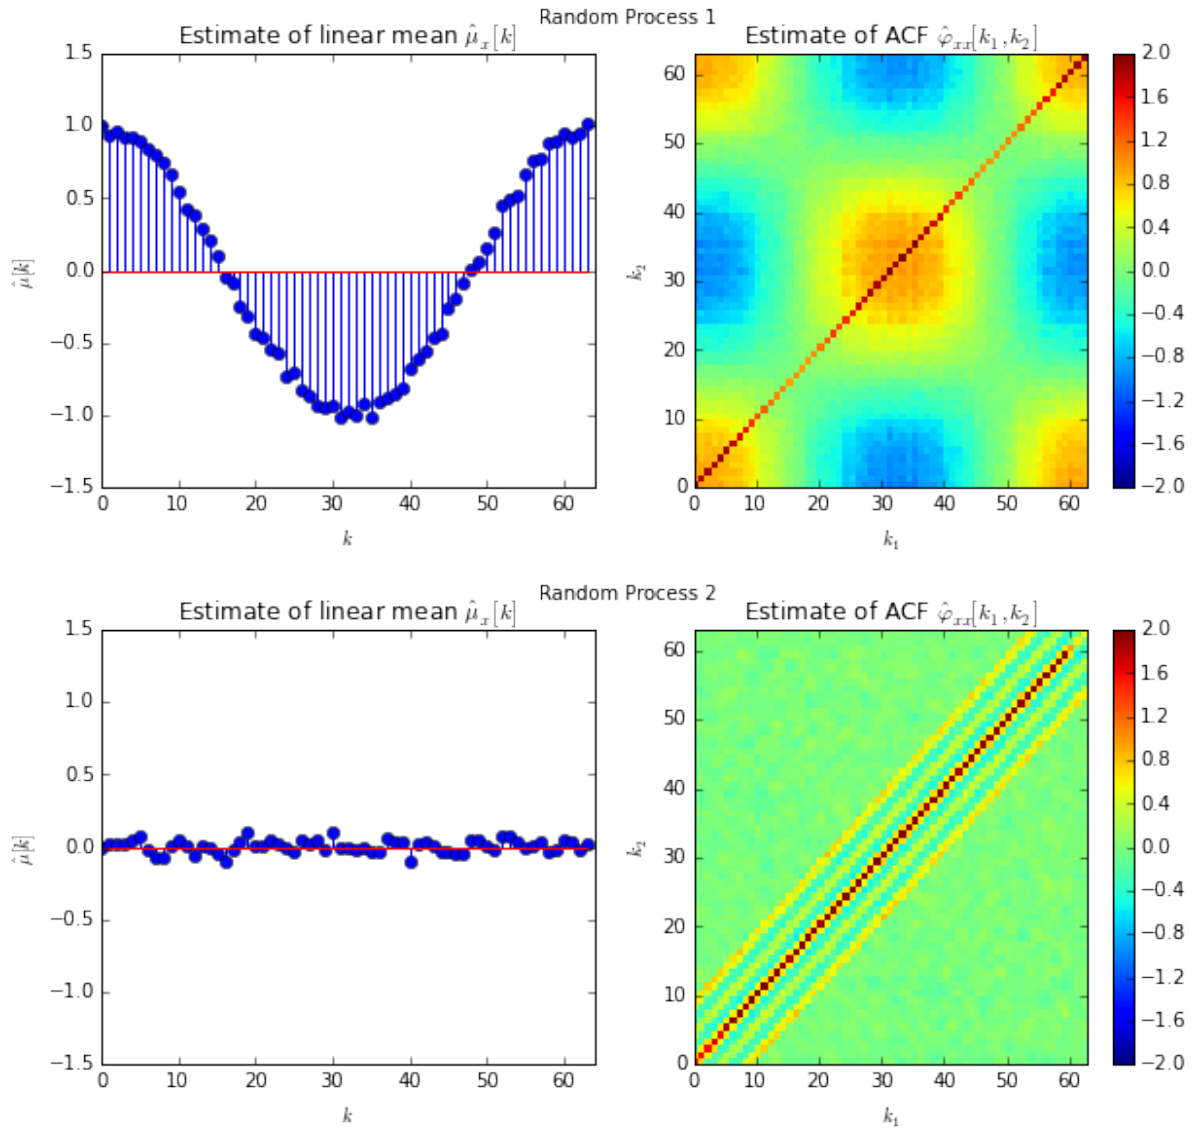 Random Process 1
Estimate of linear mean μ̂ₓ[k]
Estimate of ACF φ̂ₓₓ[k₁,k₂]
1.5
1.0
0.5
0.0
−0.5
−1.0
−1.5
μ̂[k]
0 10 20 30 40 50 60
k
60
50
40
30
20
10
0
k₂
0 10 20 30 40 50 60
k₁
2.0
1.6
1.2
0.8
0.4
0.0
−0.4
−0.8
−1.2
−1.6
−2.0
Random Process 2
Estimate of linear mean μ̂ₓ[k]
Estimate of ACF φ̂ₓₓ[k₁,k₂]
1.5
1.0
0.5
0.0
−0.5
−1.0
−1.5
μ̂[k]
0 10 20 30 40 50 60
k
60
50
40
30
20
10
0
k₂
0 10 20 30 40 50 60
k₁
2.0
1.6
1.2
0.8
0.4
0.0
−0.4
−0.8
−1.2
−1.6
−2.0